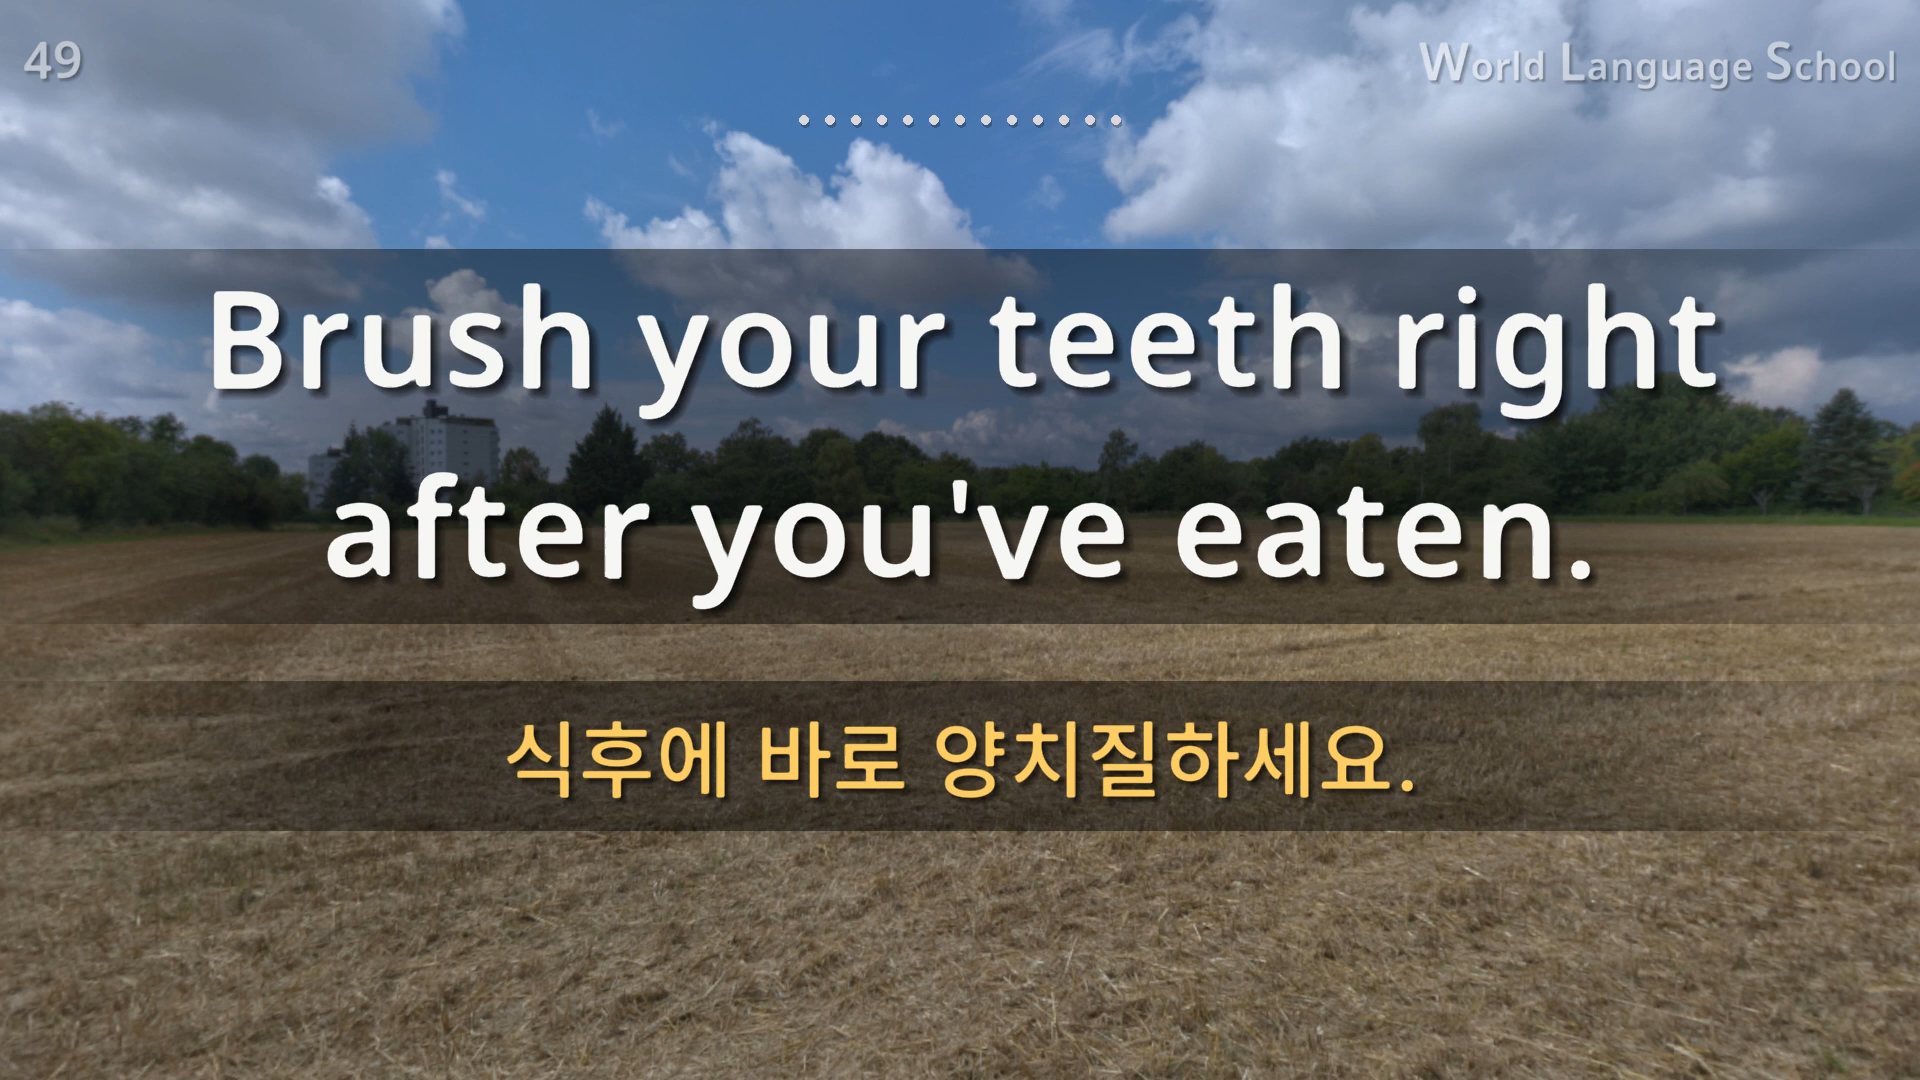 49
World Language School
Brush your teeth right
after you've eaten.
식후에 바로 양치질하세요.